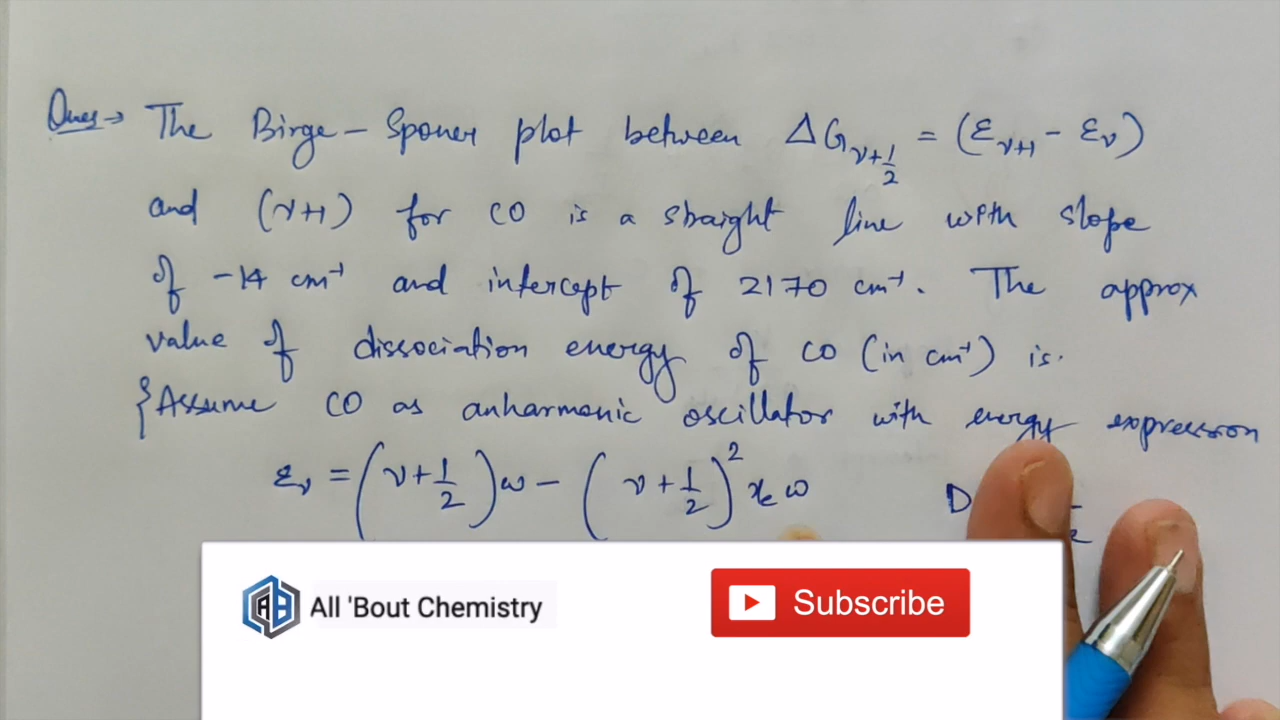 Ques → The Birge - Sponer plot between ΔG_{v+1/2} = (ε_{v+1} - ε_v)
and (v+1) for CO is a straight line with slope
of -14 cm⁻¹ and intercept of 2170 cm⁻¹. The approx
value of dissociation energy of CO (in cm⁻¹) is.
{Assume CO as anharmonic oscillator with energy expression
ε_v = (v + 1/2)ω - (v + 1/2)² x_e ω D
All 'Bout Chemistry
Subscribe